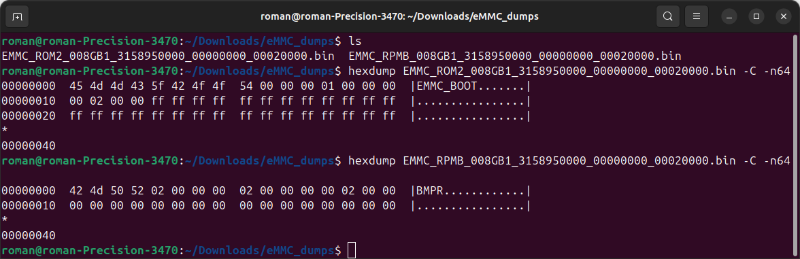 roman@roman-Precision-3470: ~/Downloads/eMMC_dumps
roman@roman-Precision-3470:~/Downloads/eMMC_dumps$ ls
EMMC_ROM2_008GB1_3158950000_00000000_00020000.bin  EMMC_RPMB_008GB1_3158950000_00000000_00020000.bin
roman@roman-Precision-3470:~/Downloads/eMMC_dumps$ hexdump EMMC_ROM2_008GB1_3158950000_00000000_00020000.bin -C -n64
00000000  45 4d 4d 43 5f 42 4f 4f  54 00 00 00 01 00 00 00  |EMMC_BOOT.......|
00000010  00 02 00 00 ff ff ff ff  ff ff ff ff ff ff ff ff  |................|
00000020  ff ff ff ff ff ff ff ff  ff ff ff ff ff ff ff ff  |................|
*
00000040
roman@roman-Precision-3470:~/Downloads/eMMC_dumps$ hexdump EMMC_RPMB_008GB1_3158950000_00000000_00020000.bin -C -n64
00000000  42 4d 50 52 02 00 00 00  02 00 00 00 00 02 00 00  |BMPR............|
00000010  00 00 00 00 00 00 00 00  00 00 00 00 00 00 00 00  |................|
*
00000040
roman@roman-Precision-3470:~/Downloads/eMMC_dumps$